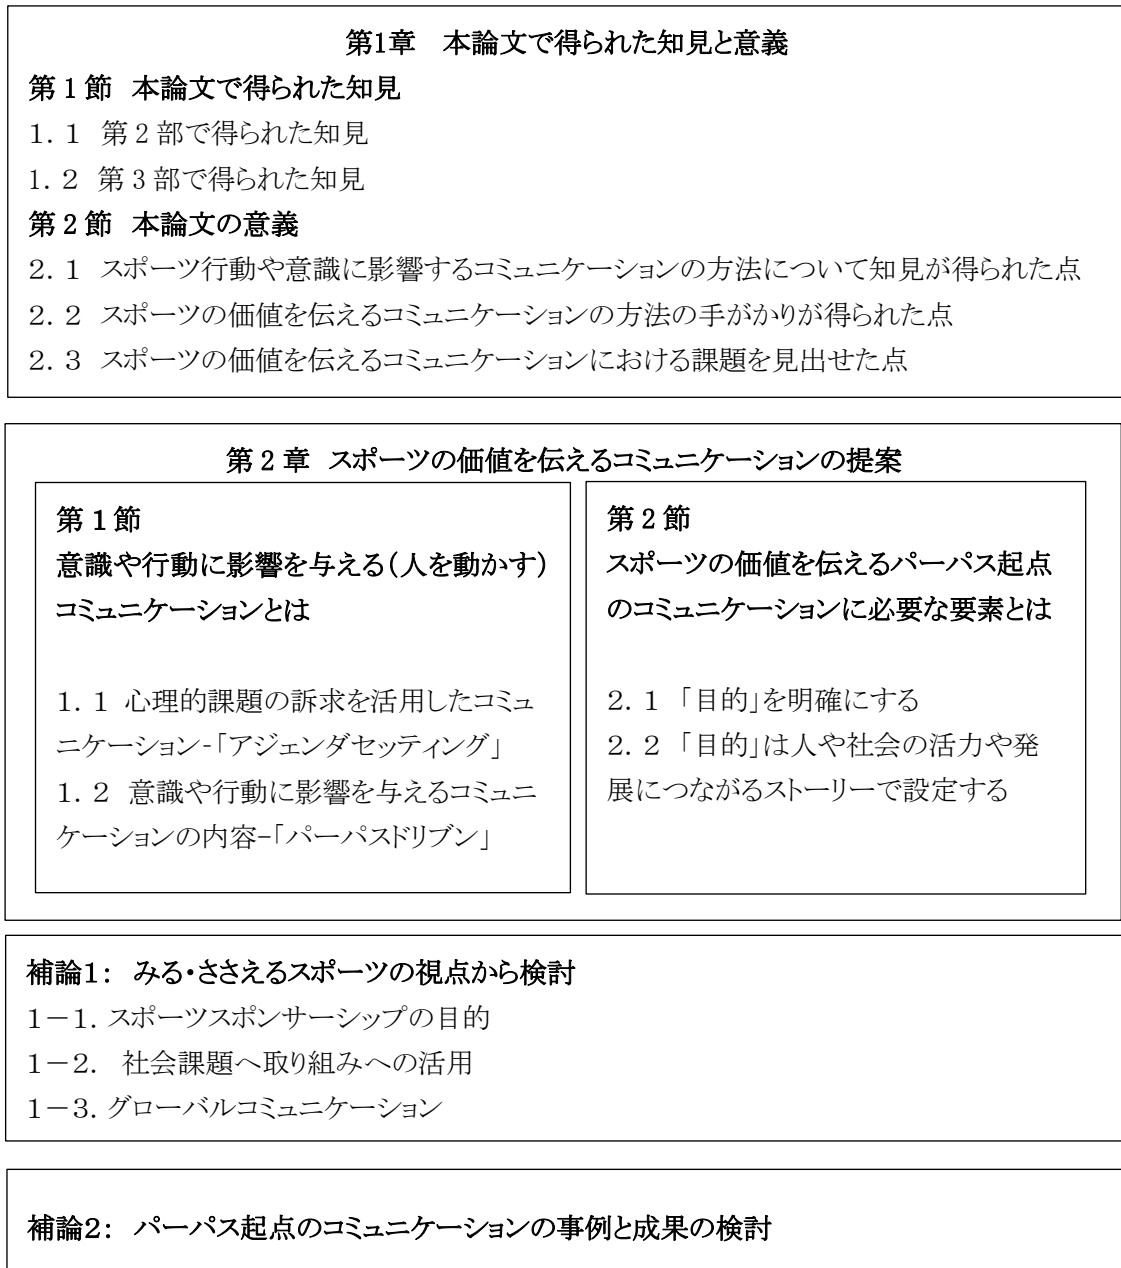 第1章　本論文で得られた知見と意義
第1節 本論文で得られた知見
1．1 第2部で得られた知見
1．2 第3部で得られた知見
第2節 本論文の意義
2．1 スポーツ行動や意識に影響するコミュニケーションの方法について知見が得られた点
2．2 スポーツの価値を伝えるコミュニケーションの方法の手がかりが得られた点
2．3 スポーツの価値を伝えるコミュニケーションにおける課題を見出せた点
第2章 スポーツの価値を伝えるコミュニケーションの提案
第1節
意識や行動に影響を与える（人を動かす）
コミュニケーションとは
1．1 心理的課題の訴求を活用したコミュ
ニケーション-「アジェンダセッティング」
1．2 意識や行動に影響を与えるコミュニ
ケーションの内容−「パーパスドリブン」
第2節
スポーツの価値を伝えるパーパス起点
のコミュニケーションに必要な要素とは
2．1 「目的」を明確にする
2．2 「目的」は人や社会の活力や発
展につながるストーリーで設定する
補論1： みる・ささえるスポーツの視点から検討
1－1．スポーツスポンサーシップの目的
1－2． 社会課題へ取り組みへの活用
1－3．グローバルコミュニケーション
補論2： パーパス起点のコミュニケーションの事例と成果の検討